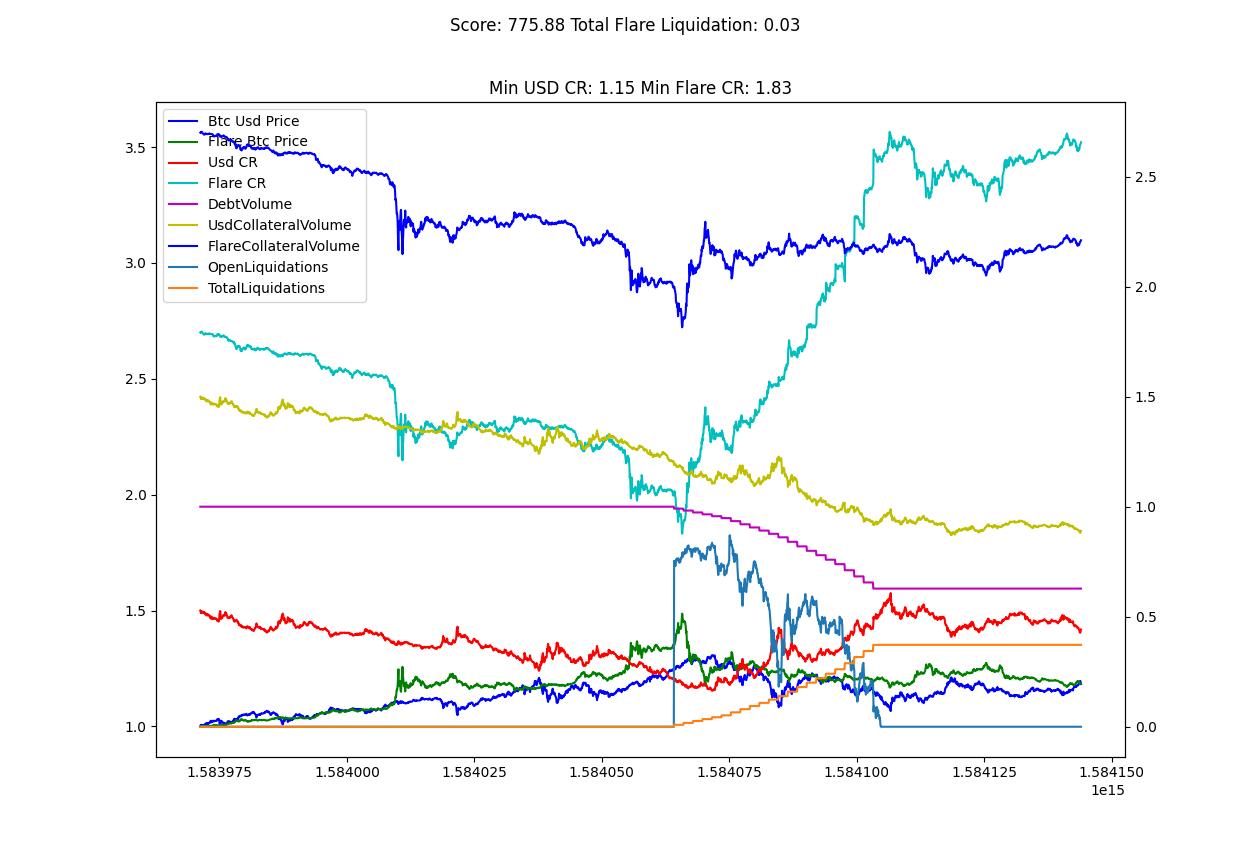 Score: 775.88 Total Flare Liquidation: 0.03
Min USD CR: 1.15 Min Flare CR: 1.83
Btc Usd Price
Flare Btc Price
Usd CR
Flare CR
DebtVolume
UsdCollateralVolume
FlareCollateralVolume
OpenLiquidations
TotalLiquidations
3.5
3.0
2.5
2.0
1.5
1.0
2.5
2.0
1.5
1.0
0.5
0.0
1.583975 1.584000 1.584025 1.584050 1.584075 1.584100 1.584125 1.584150
1e15